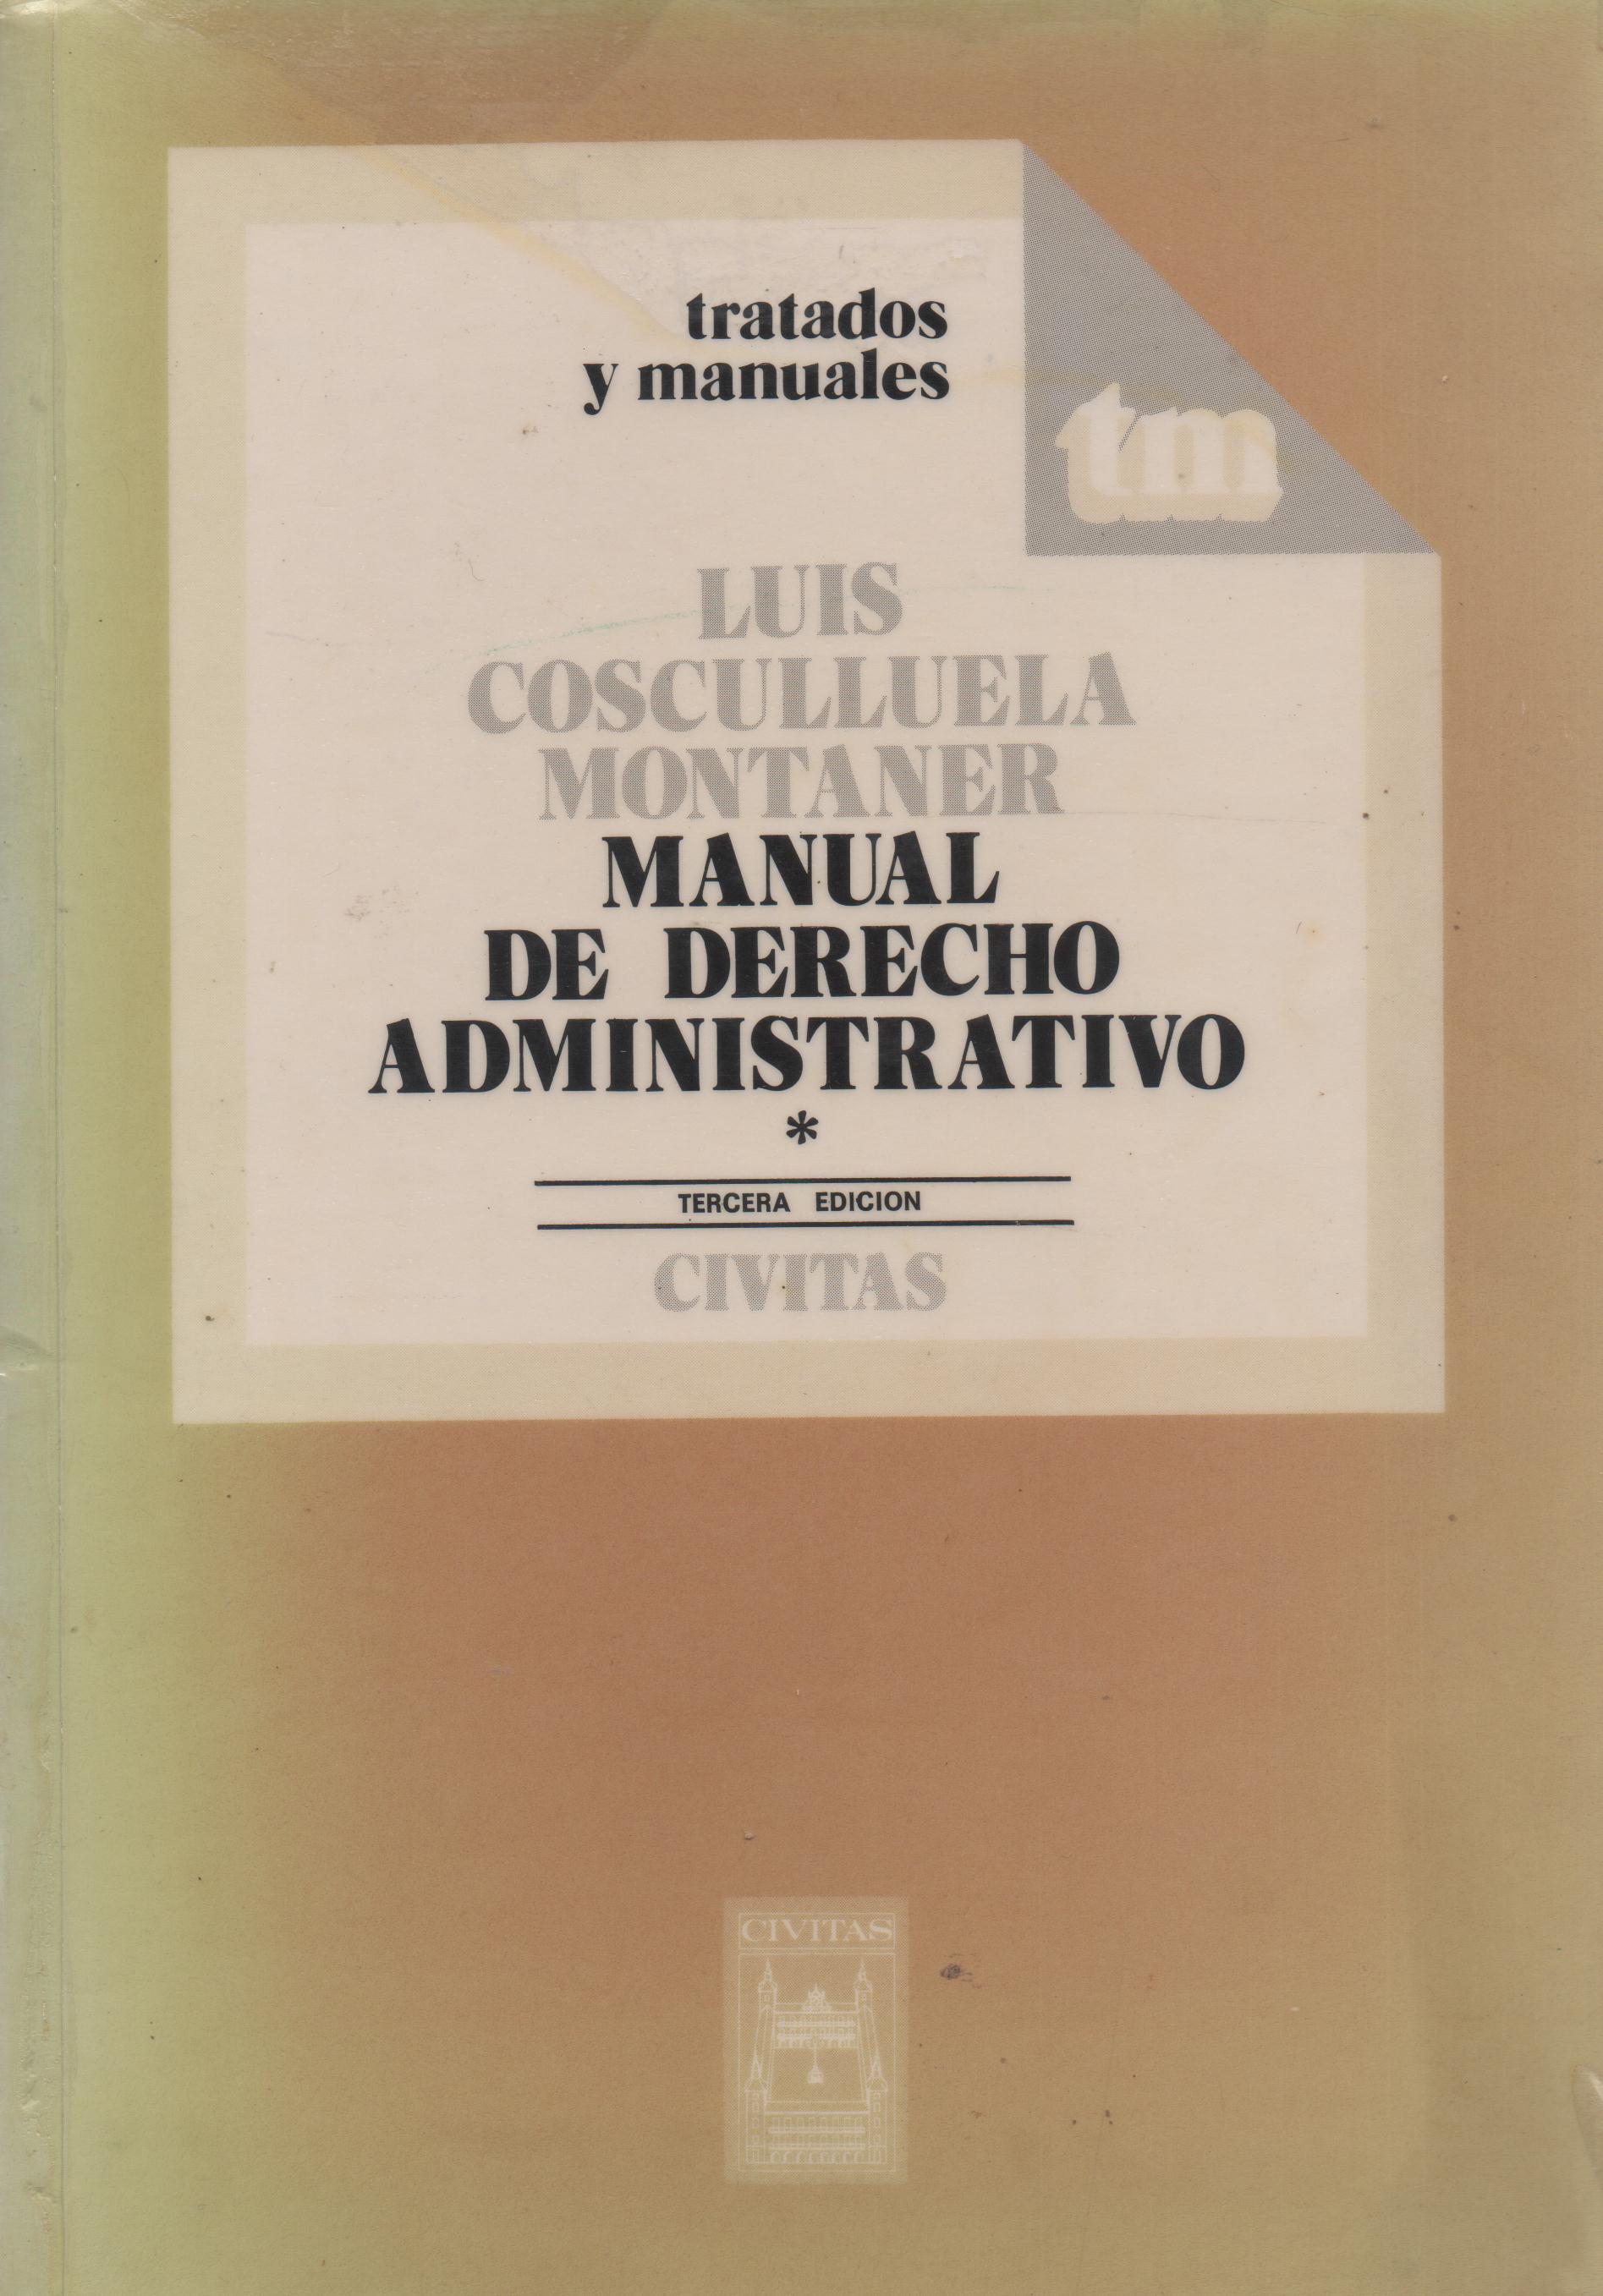 tratados
y manuales
tm
LUIS
COSCULLUELA
MONTANER
MANUAL
DE DERECHO
ADMINISTRATIVO
*
TERCERA EDICION
CIVITAS
CIVITAS